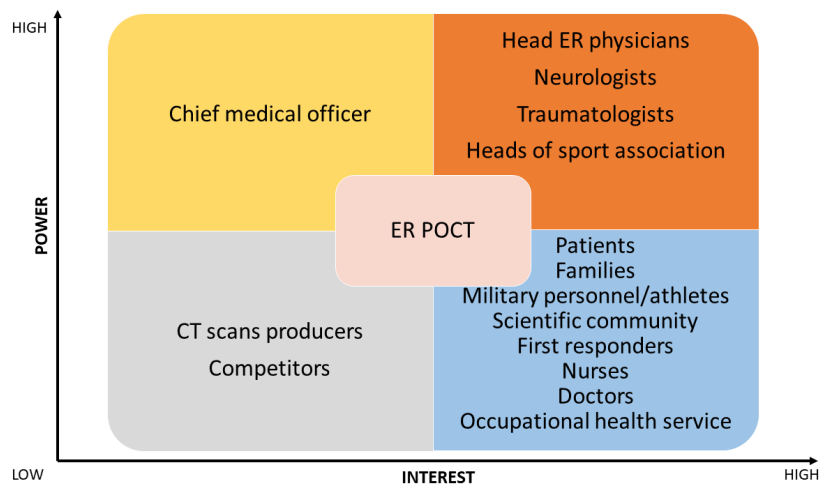 HIGH
Head ER physicians
Neurologists
Chief medical officer
Traumatologists
Heads of sport association
POWER
ER POCT
Patients
Families
Military personnel/athletes
Scientific community
CT scans producers
First responders
Competitors
Nurses
Doctors
Occupational health service
LOW
INTEREST
HIGH